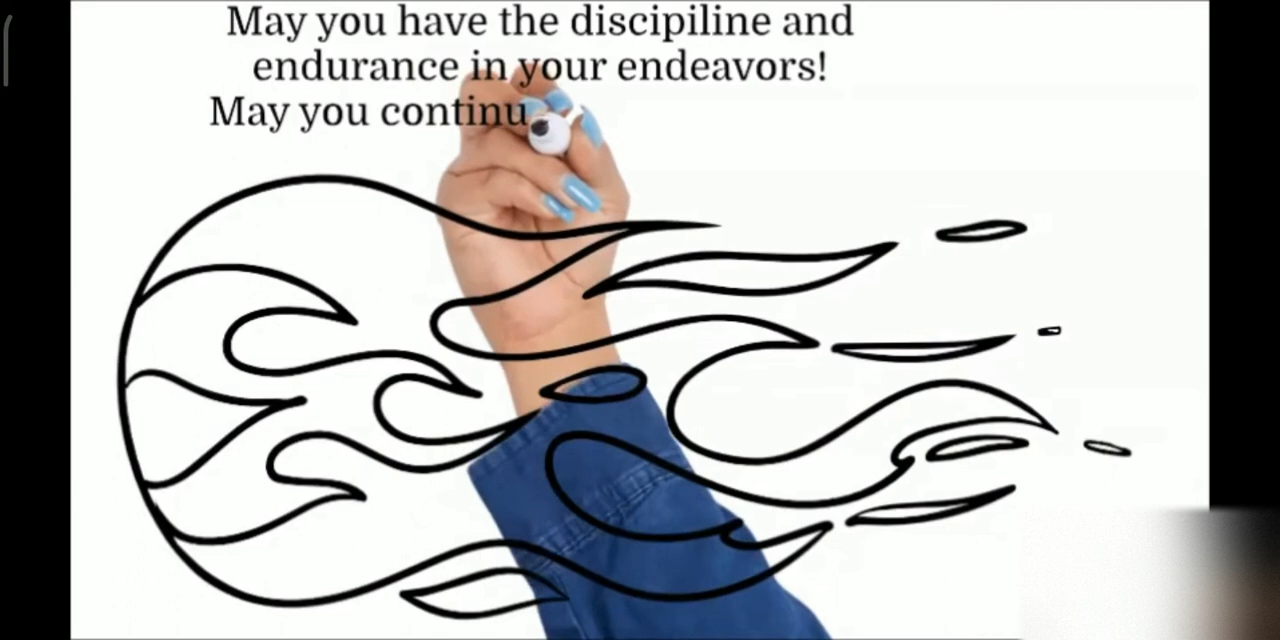 May you have the discipiline and
endurance in your endeavors!
May you continu